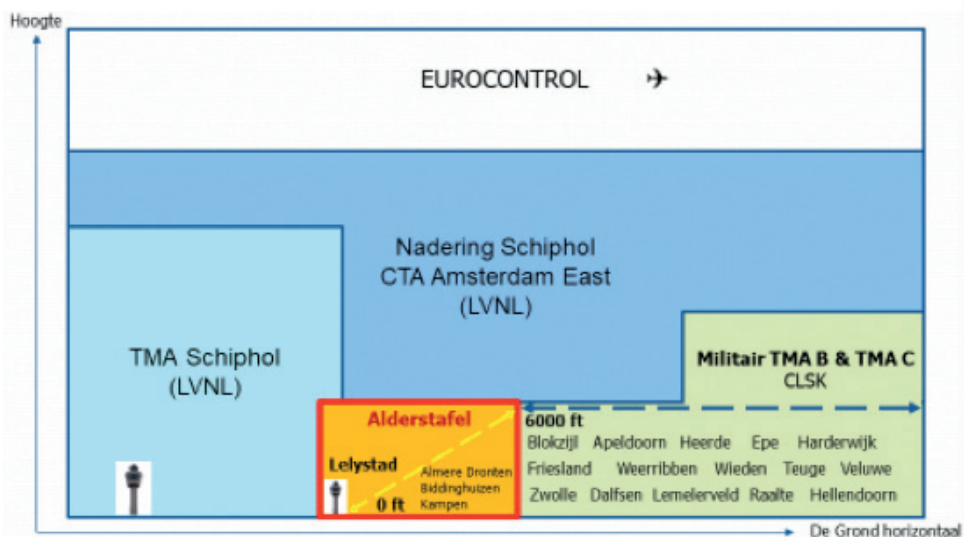 Hoogte
EUROCONTROL
Nadering Schiphol
CTA Amsterdam East
(LVNL)
TMA Schiphol
(LVNL)
Militair TMA B & TMA C
CLSK
Alderstafel
Lelystad
0 ft
Almere Dronten
Biddinghuizen
Kampen
6000 ft
Blokzijl Apeldoorn Heerde Epe Harderwijk
Friesland Weerribben Wieden Teuge Veluwe
Zwolle Dalfsen Lemelerveld Raalte Hellendoorn
De Grond horizontaal